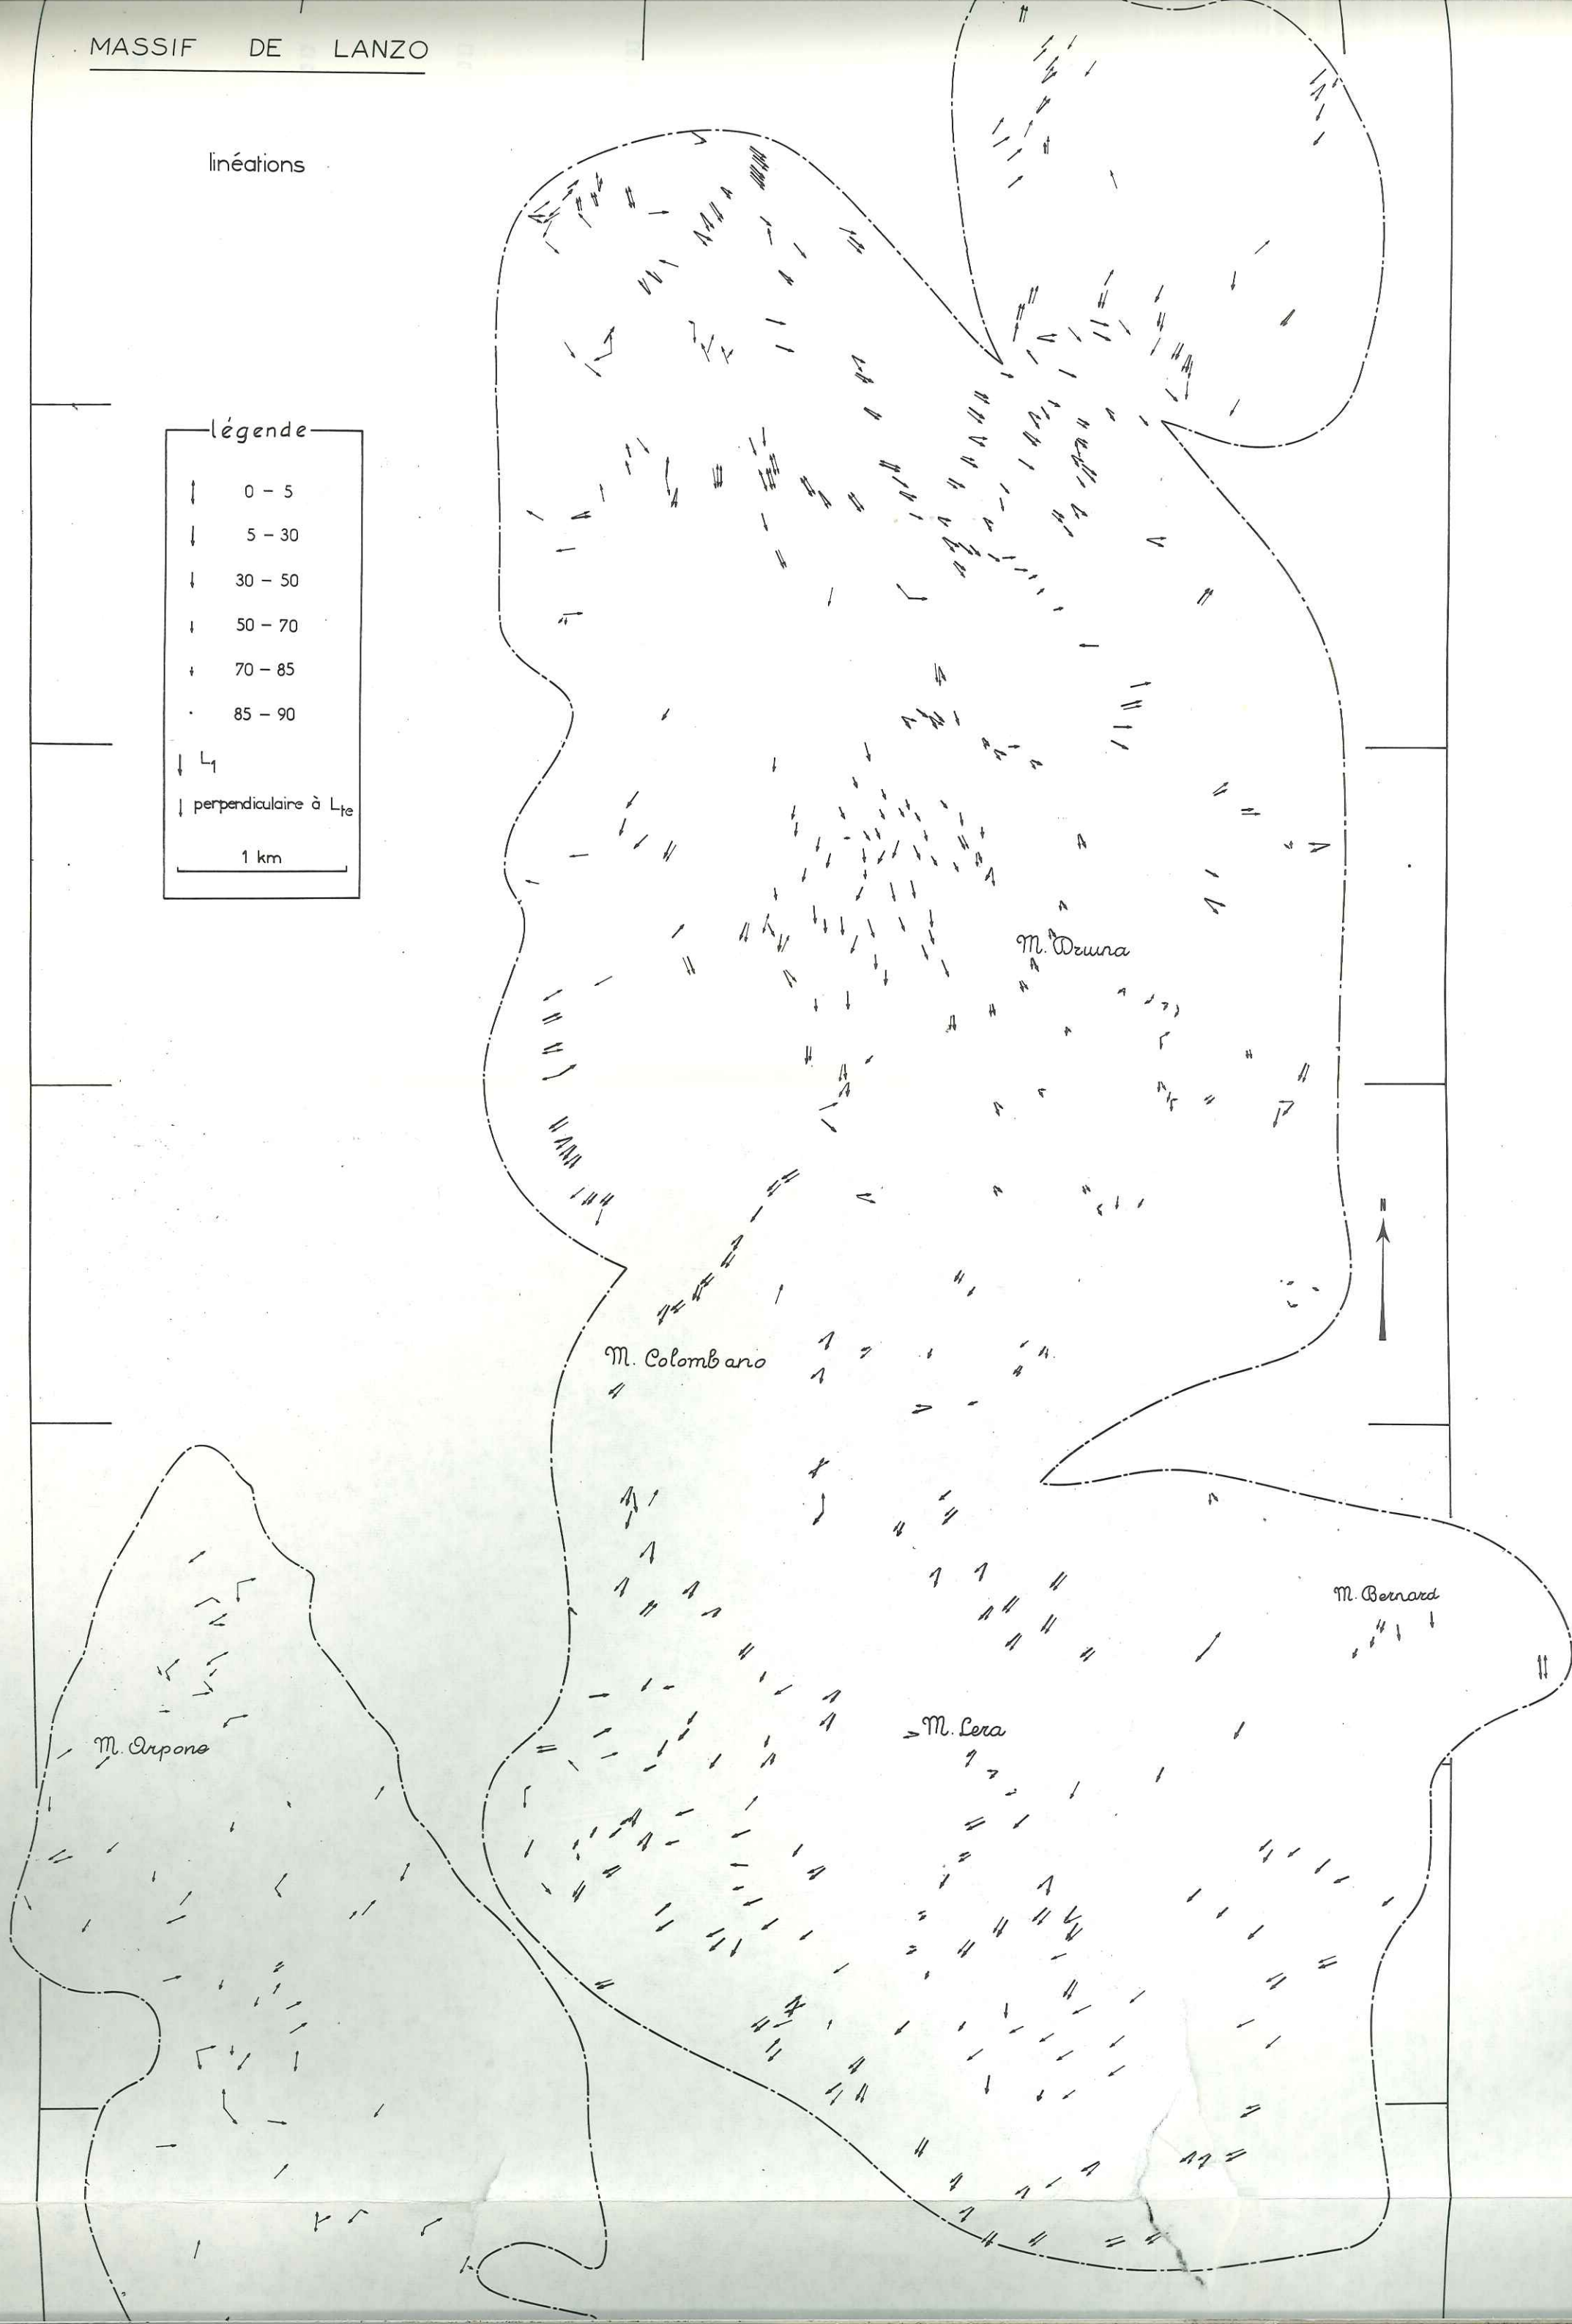 MASSIF DE LANZO
linéations
légende
0 – 5
5 – 30
30 – 50
50 – 70
70 – 85
85 – 90
L1
perpendiculaire à Lte
1 km
M. Druina
N
M. Colombano
M. Bernard
M. Lera
M. Arpone